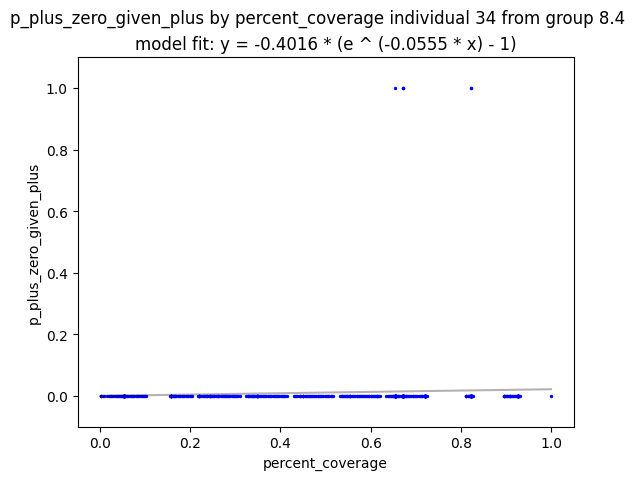 p_plus_zero_given_plus by percent_coverage individual 34 from group 8.4
model fit: y = -0.4016 * (e ^ (-0.0555 * x) - 1)
1.0
0.8
0.6
0.4
0.2
0.0
p_plus_zero_given_plus
0.0 0.2 0.4 0.6 0.8 1.0
percent_coverage